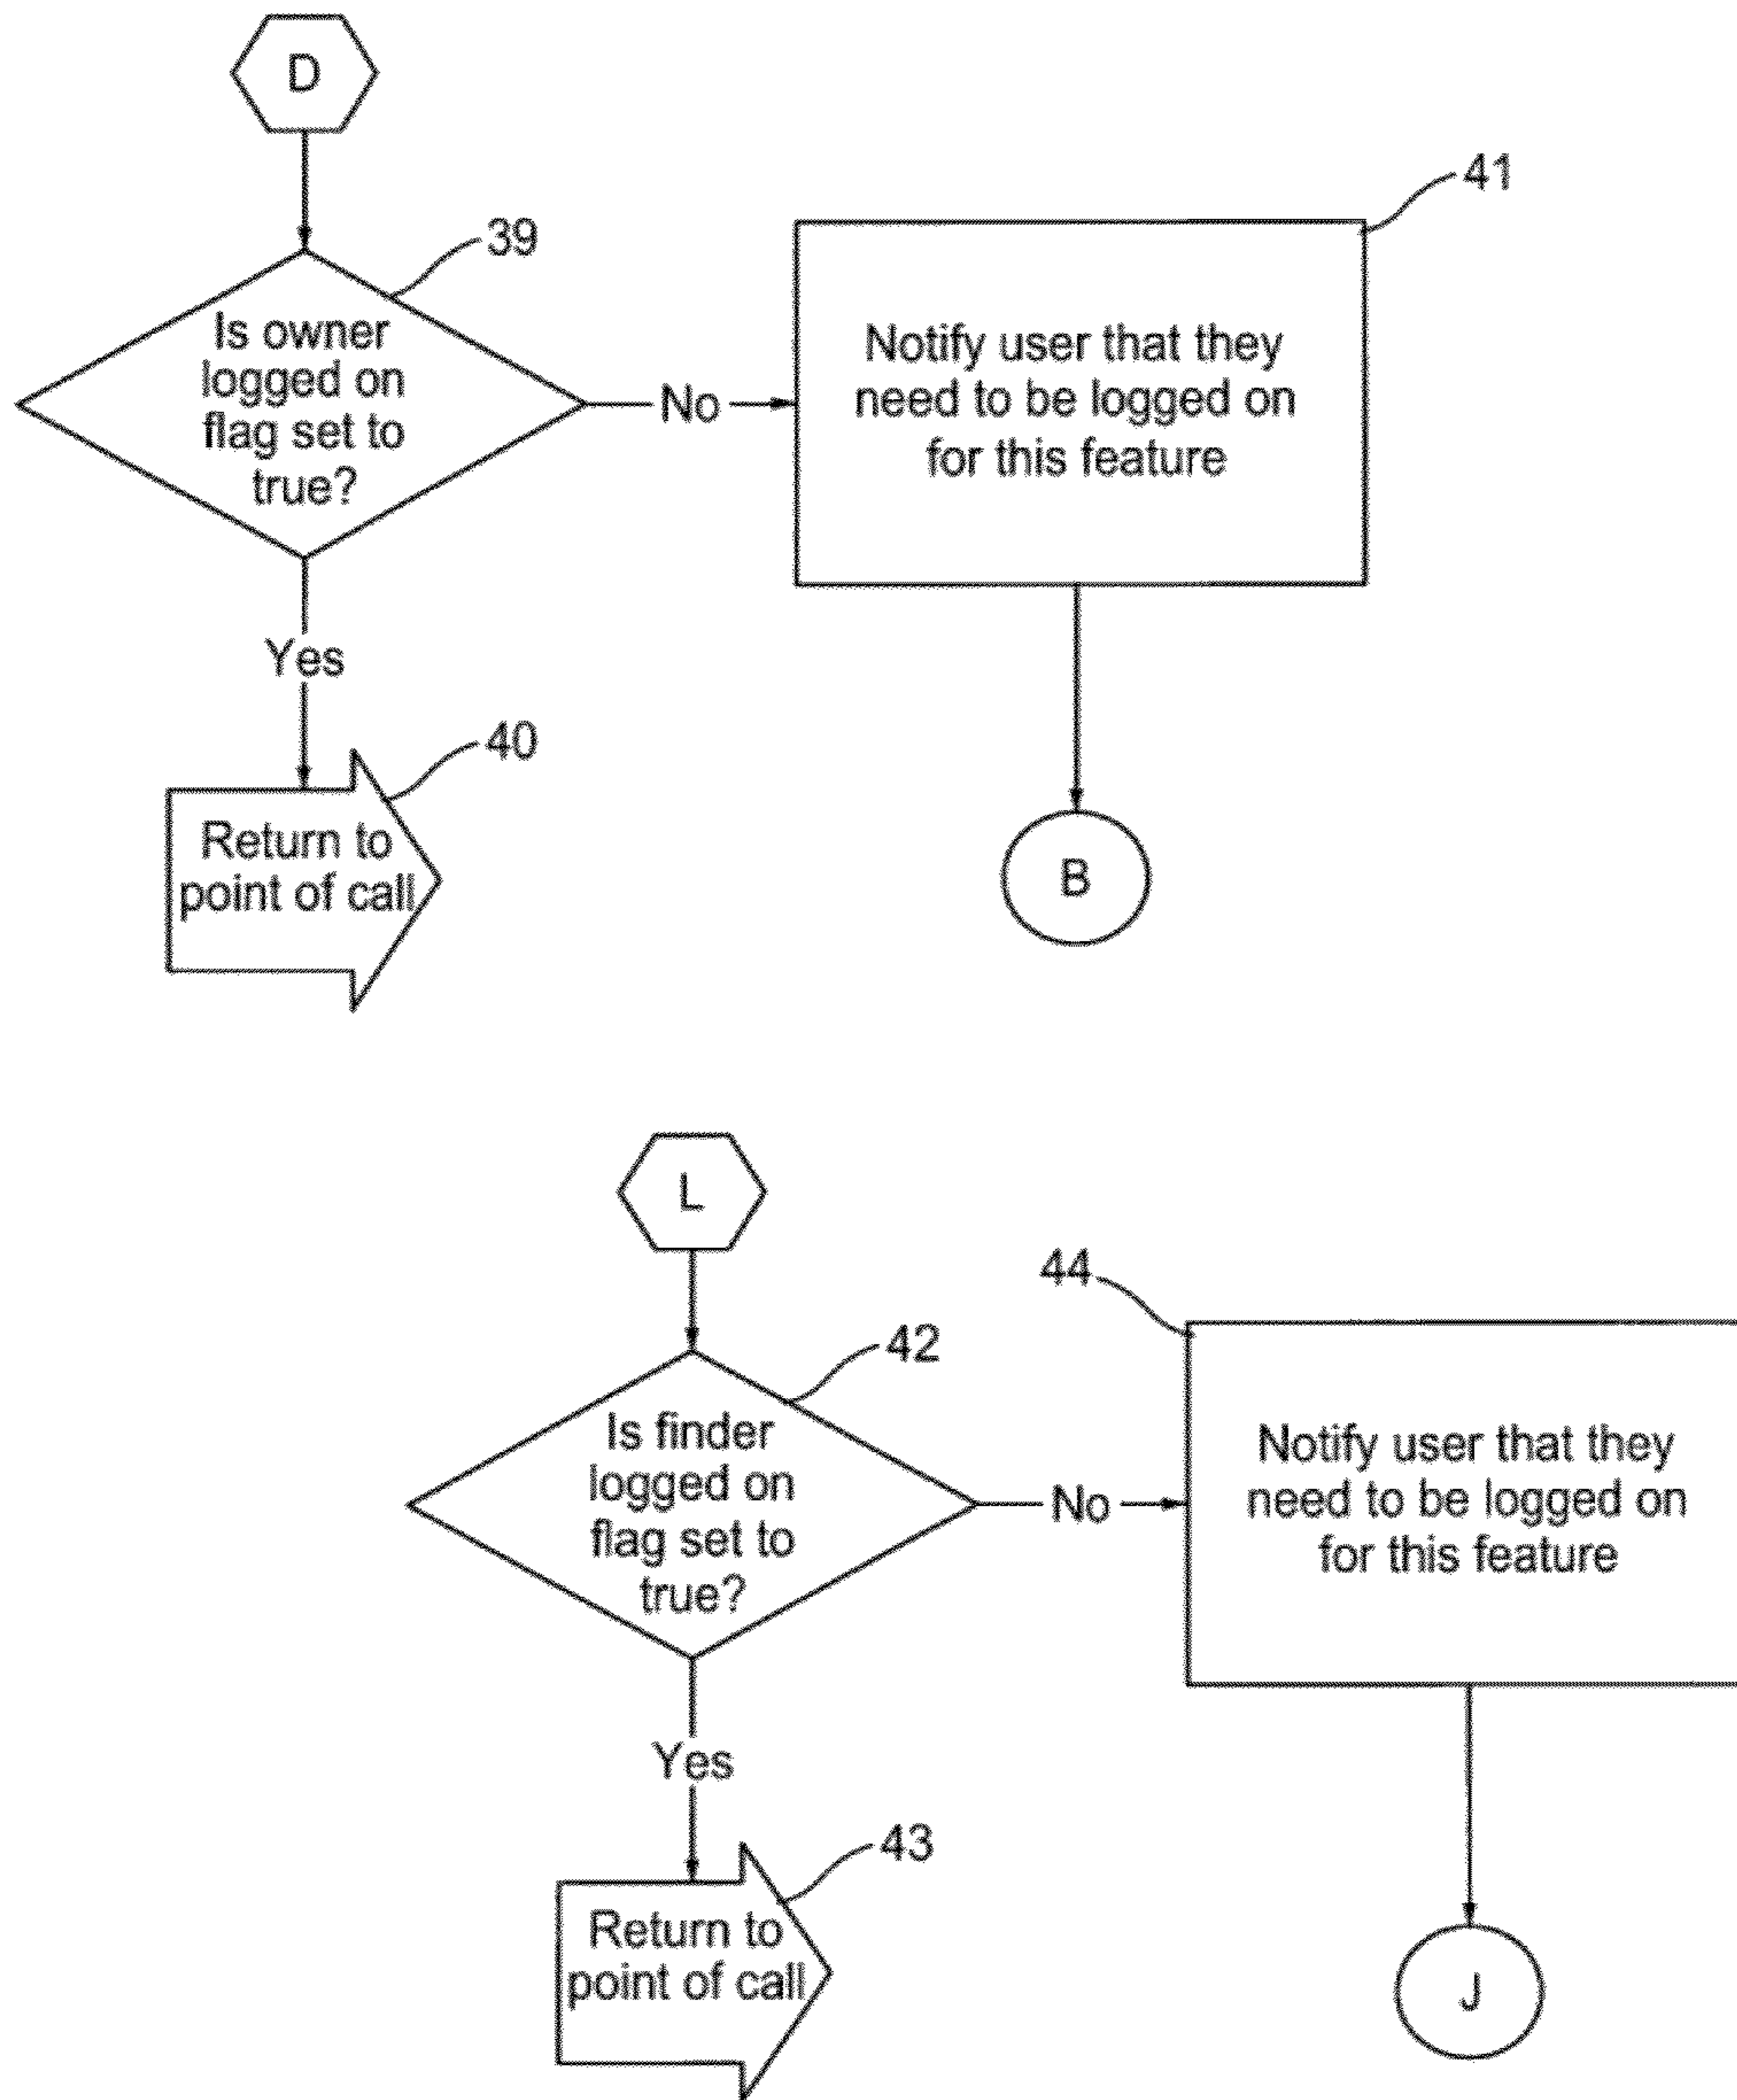 D
39
Is owner
logged on
flag set to
true?
No
41
Notify user that they
need to be logged on
for this feature
Yes
40
Return to
point of call
B
L
42
Is finder
logged on
flag set to
true?
No
44
Notify user that they
need to be logged on
for this feature
Yes
43
Return to
point of call
J